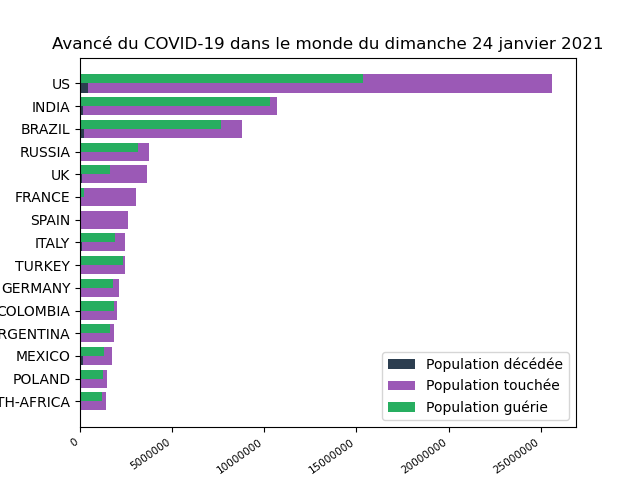 Avancé du COVID-19 dans le monde du dimanche 24 janvier 2021
US
INDIA
BRAZIL
RUSSIA
UK
FRANCE
SPAIN
ITALY
TURKEY
GERMANY
COLOMBIA
RGENTINA
MEXICO
POLAND
TH-AFRICA
Population décédée
Population touchée
Population guérie
0 5000000 10000000 15000000 20000000 25000000